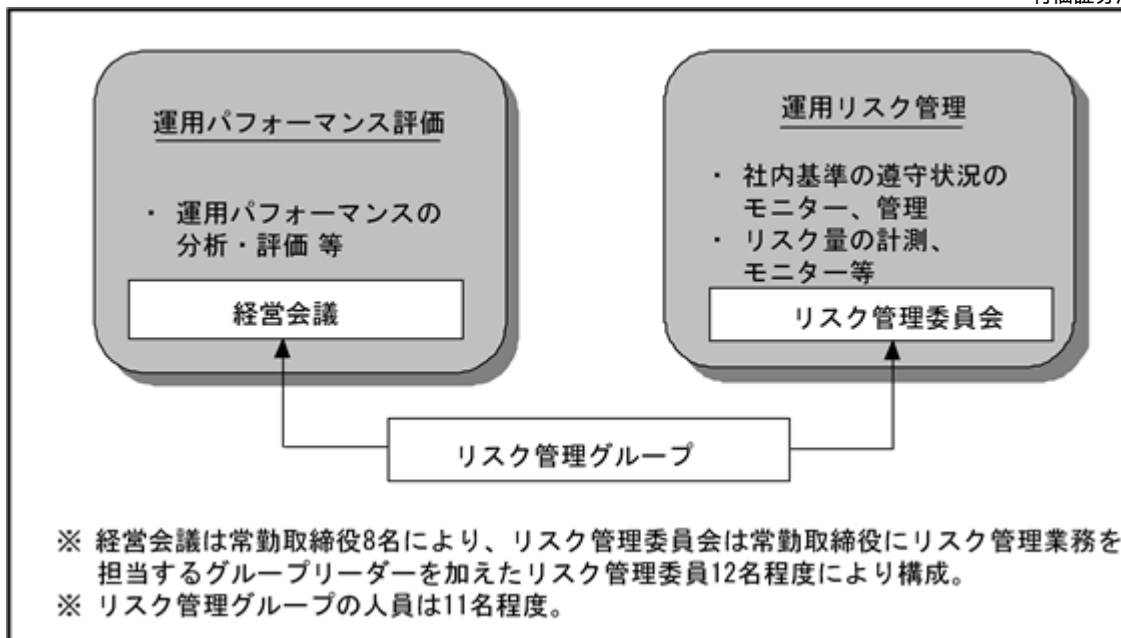 運用パフォーマンス評価
・ 運用パフォーマンスの
分析・評価 等
経営会議
運用リスク管理
・ 社内基準の遵守状況の
モニター、管理
・ リスク量の計測、
モニター等
リスク管理委員会
リスク管理グループ
※ 経営会議は常勤取締役8名により、リスク管理委員会は常勤取締役にリスク管理業務を
担当するグループリーダーを加えたリスク管理委員12名程度により構成。
※ リスク管理グループの人員は11名程度。